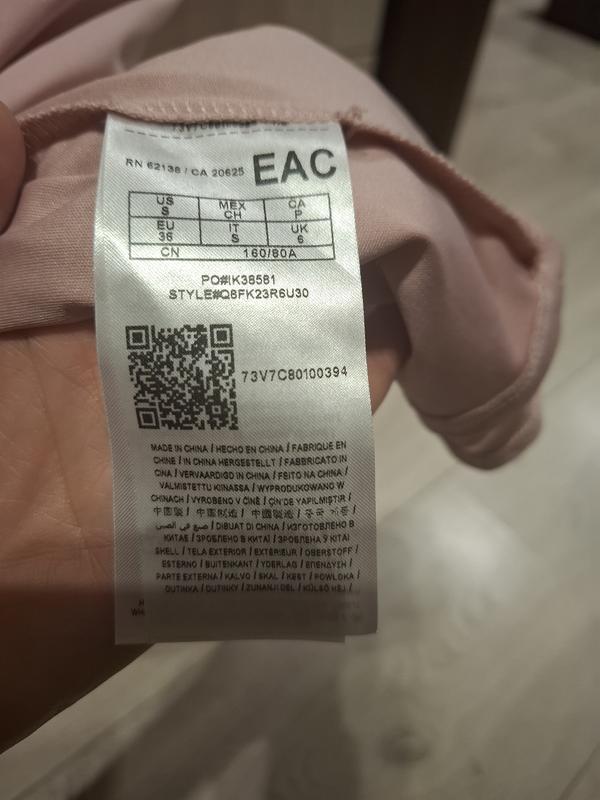 RN 62138 / CA 20625 EAC
US MEX CA
S CH P
EU IT UK
36 S 6
CN 160/80A
PO#IK38581
STYLE#Q8FK23R6U30
73V7C80100394
MADE IN CHINA / HECHO EN CHINA / FABRIQUE EN
CHINE / IN CHINA HERGESTELLT / FABBRICATO IN
CINA / VERVAARDIGD IN CHINA / FEITO NA CHINA /
VALMISTETTU KIINASSA / WYPRODUKOWANO W
CHINACH / VYROBENO V ČÍNĚ / ÇİN'DE YAPILMIŞTIR /
中国製 / 中国制造 / 中國製造 / 중국 제조 /
صنع في الصين / DIBUAT DI CHINA / ИЗГОТОВЛЕНО В
КИТАЕ / ЗРОБЛЕНО В КИТАЇ / ЗРОБЛЕНА Ў КІТАІ
SHELL / TELA EXTERIOR / EXTÉRIEUR / OBERSTOFF /
ESTERNO / BUITENKANT / YDERLAG / ΕΠΕΝΔΥΣΗ /
PARTE EXTERNA / KALVO / SKAL / KEST / POWŁOKA /
DUTINKA / DUTINKY / ZUNANJI DEL / KÜLSŐ HÉJ /